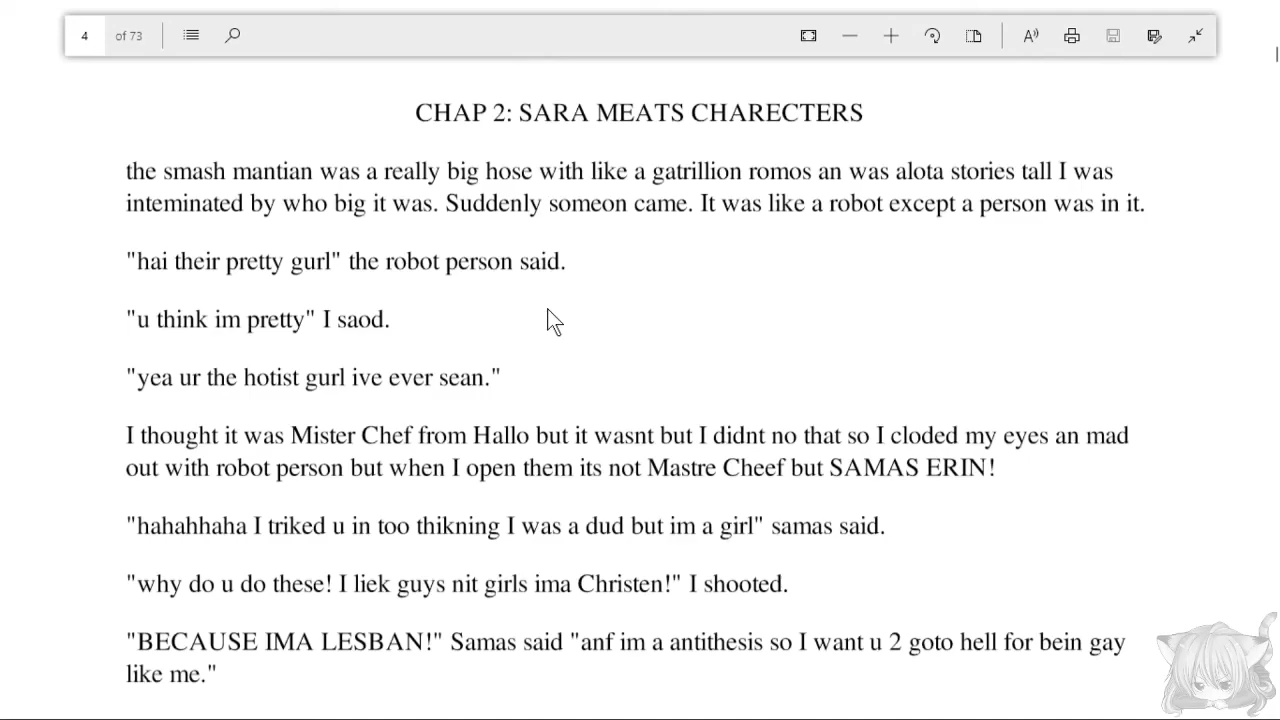 4 of 73
CHAP 2: SARA MEATS CHARECTERS
the smash mantian was a really big hose with like a gatrillion romos an was alota stories tall I was
inteminated by who big it was. Suddenly someon came. It was like a robot except a person was in it.
"hai their pretty gurl" the robot person said.
"u think im pretty" I saod.
"yea ur the hotist gurl ive ever sean."
I thought it was Mister Chef from Hallo but it wasnt but I didnt no that so I cloded my eyes an mad
out with robot person but when I open them its not Mastre Cheef but SAMAS ERIN!
"hahahhaha I triked u in too thikning I was a dud but im a girl" samas said.
"why do u do these! I liek guys nit girls ima Christen!" I shooted.
"BECAUSE IMA LESBAN!" Samas said "anf im a antithesis so I want u 2 goto hell for bein gay
like me."